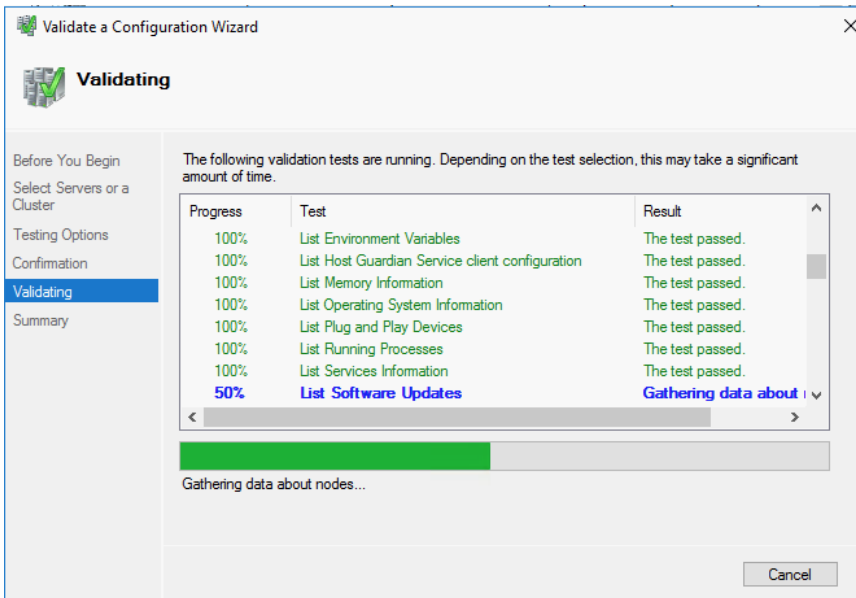 Validate a Configuration Wizard
Validating
Before You Begin
Select Servers or a
Cluster
Testing Options
Confirmation
Validating
Summary
The following validation tests are running. Depending on the test selection, this may take a significant
amount of time.
Progress Test Result
100% List Environment Variables The test passed.
100% List Host Guardian Service client configuration The test passed.
100% List Memory Information The test passed.
100% List Operating System Information The test passed.
100% List Plug and Play Devices The test passed.
100% List Running Processes The test passed.
100% List Services Information The test passed.
50% List Software Updates Gathering data about
Gathering data about nodes...
Cancel